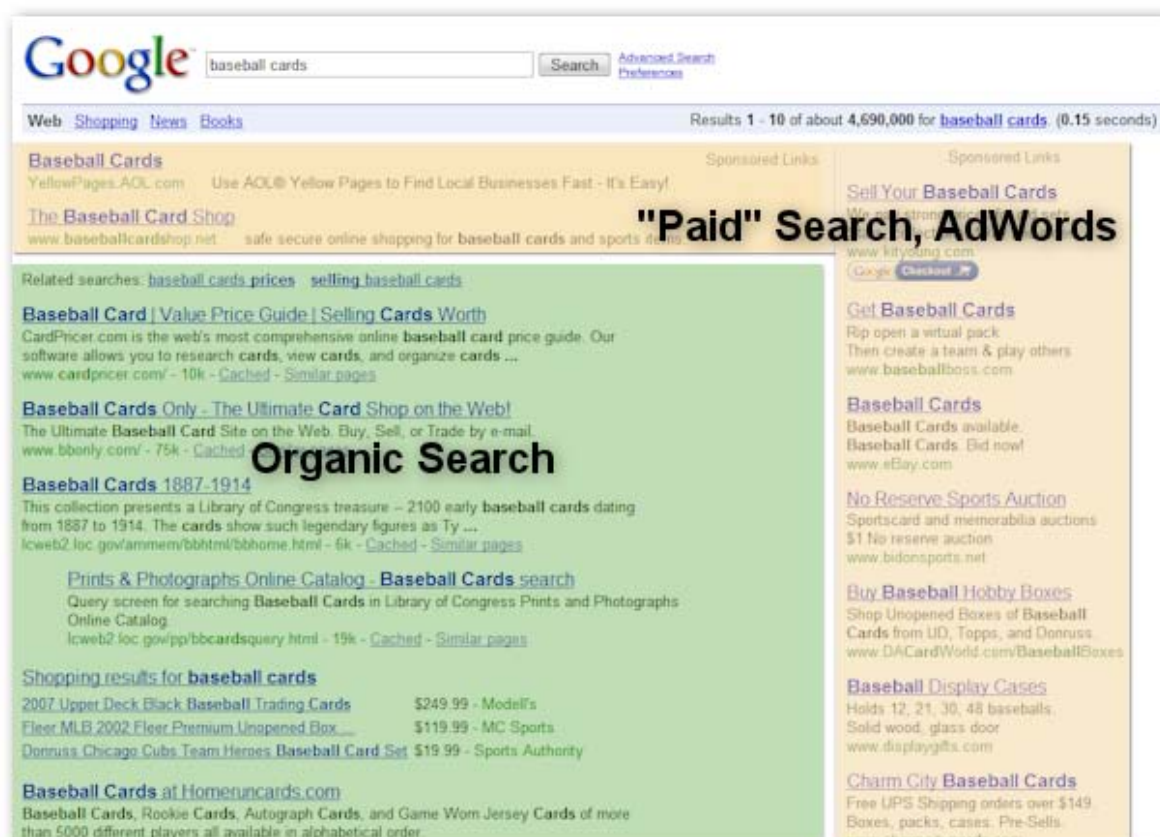 Google
baseball cards
Search
Advanced Search
Preferences
Web Shopping News Books
Results 1 - 10 of about 4,690,000 for baseball cards. (0.15 seconds)
Baseball Cards
Sponsored Links
YellowPages.AOL.com Use AOL® Yellow Pages to Find Local Businesses Fast - It's Easy!
The Baseball Card Shop
www.baseballcardshop.net safe secure online shopping for baseball cards and sports items.
"Paid" Search, AdWords
Related searches: baseball cards prices selling baseball cards
Baseball Card | Value Price Guide | Selling Cards Worth
CardPricer.com is the web's most comprehensive online baseball card price guide. Our
software allows you to research cards, view cards, and organize cards ...
www.cardpricer.com/ - 10k - Cached - Similar pages
Baseball Cards Only - The Ultimate Card Shop on the Web!
The Ultimate Baseball Card Site on the Web. Buy, Sell, or Trade by e-mail.
www.bbonly.com/ - 75k - Cached
Organic Search
Baseball Cards 1887-1914
This collection presents a Library of Congress treasure -- 2100 early baseball cards dating
from 1887 to 1914. The cards show such legendary figures as Ty ...
lcweb2.loc.gov/ammem/bbhtml/bbhome.html - 6k - Cached - Similar pages
Prints & Photographs Online Catalog - Baseball Cards search
Query screen for searching Baseball Cards in Library of Congress Prints and Photographs
Online Catalog.
lcweb2.loc.gov/pp/bbcardsquery.html - 19k - Cached - Similar pages
Shopping results for baseball cards
2007 Upper Deck Black Baseball Trading Cards $249.99 - Modell's
Fleer MLB 2002 Fleer Premium Unopened Box ... $119.99 - MC Sports
Donruss Chicago Cubs Team Heroes Baseball Card Set $19.99 - Sports Authority
Baseball Cards at Homeruncards.com
Baseball Cards, Rookie Cards, Autograph Cards, and Game Worn Jersey Cards of more
than 5000 different players all available in alphabetical order
Sponsored Links
Sell Your Baseball Cards
www.kityoung.com
Google Checkout
Get Baseball Cards
Rip open a virtual pack
Then create a team & play others
www.baseballboss.com
Baseball Cards
Baseball Cards available.
Baseball Cards. Bid now!
www.eBay.com
No Reserve Sports Auction
Sportscard and memorabilia auctions
$1 No reserve auction
www.bidonsports.net
Buy Baseball Hobby Boxes
Shop Unopened Boxes of Baseball
Cards from UD, Topps, and Donruss.
www.DACardWorld.com/BaseballBoxes
Baseball Display Cases
Holds 12, 21, 30, 48 baseballs.
Solid wood, glass door
www.displaygifts.com
Charm City Baseball Cards
Free UPS Shipping orders over $149.
Boxes, packs, cases. Pre-Sells.